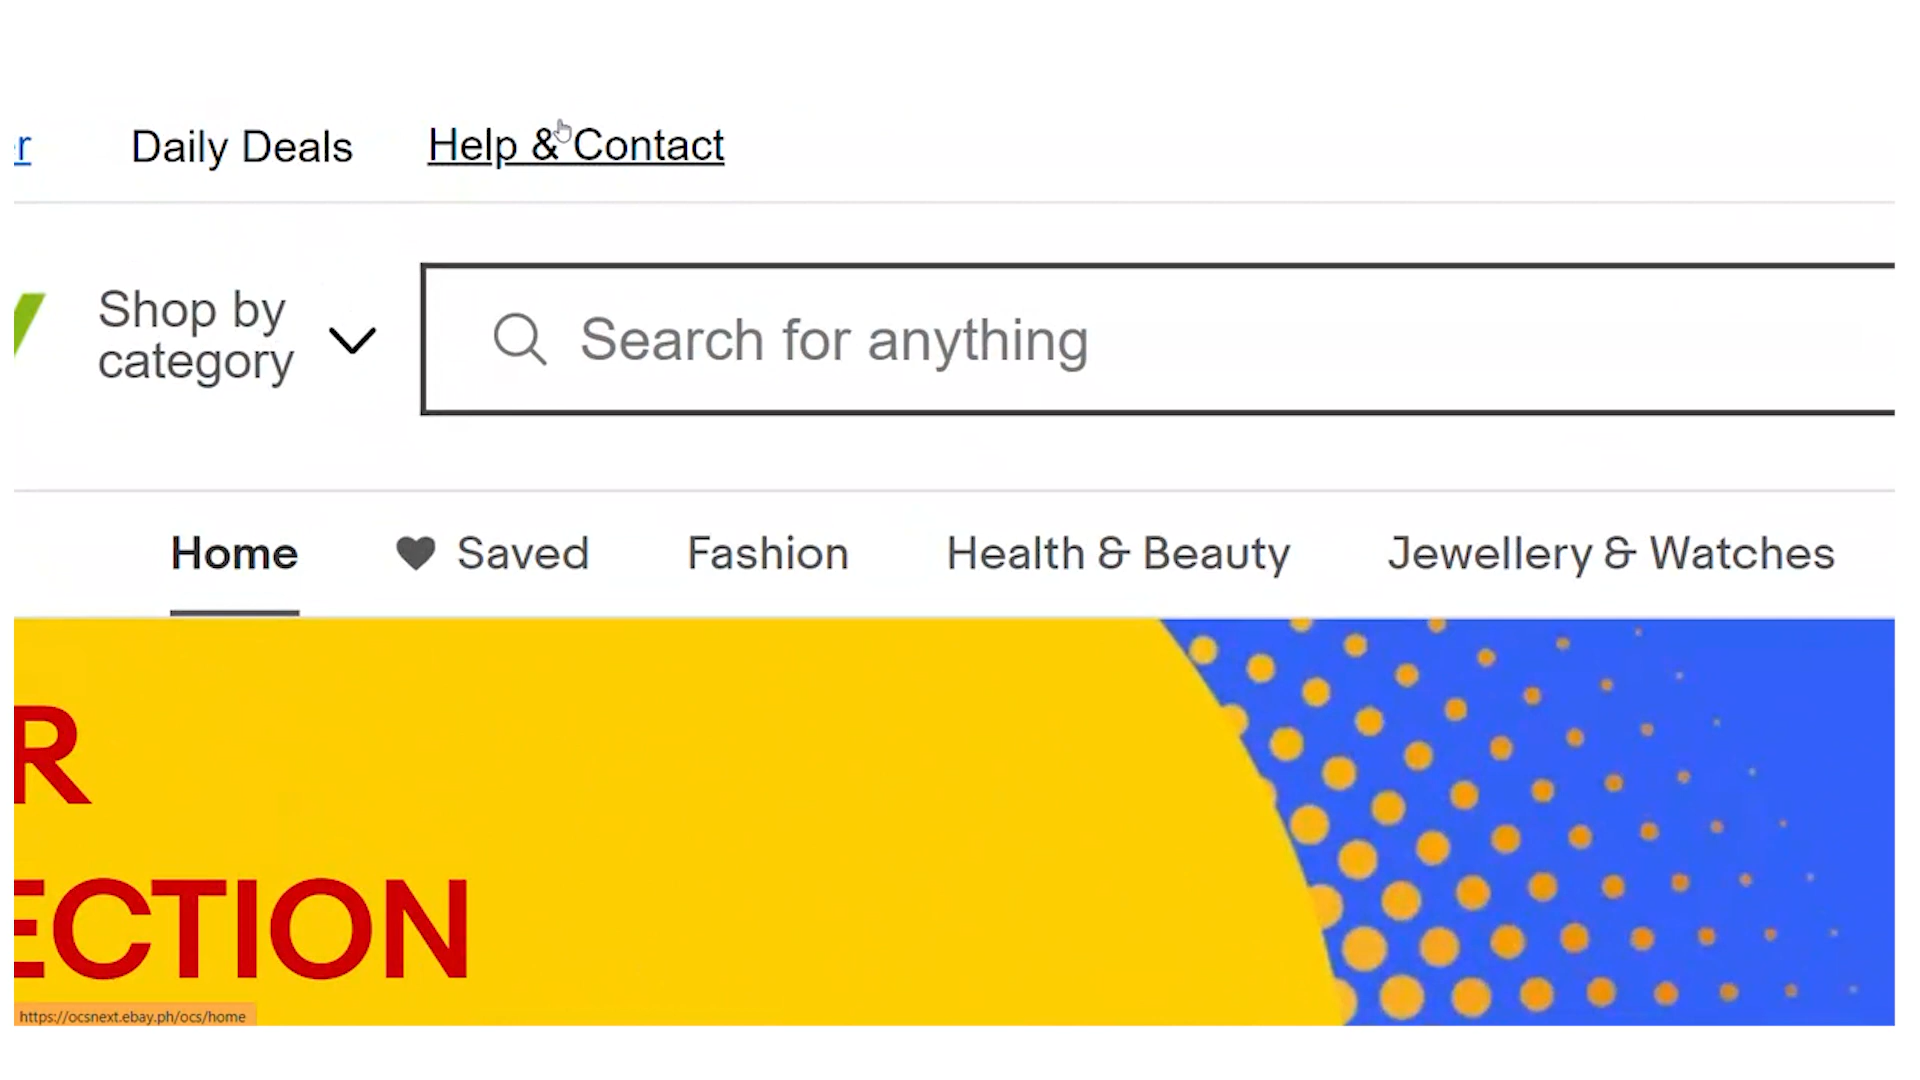 r
Daily Deals
Help & Contact
Shop by
category
Search for anything
Home
Saved
Fashion
Health & Beauty
Jewellery & Watches
R
ECTION
https://ocsnext.ebay.ph/ocs/home